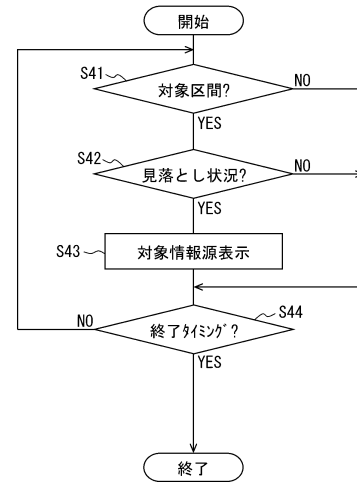 開始
S41
対象区間?
NO
YES
S42
見落とし状況?
NO
YES
S43
対象情報源表示
S44
終了ﾀｲﾐﾝｸﾞ?
NO
YES
終了